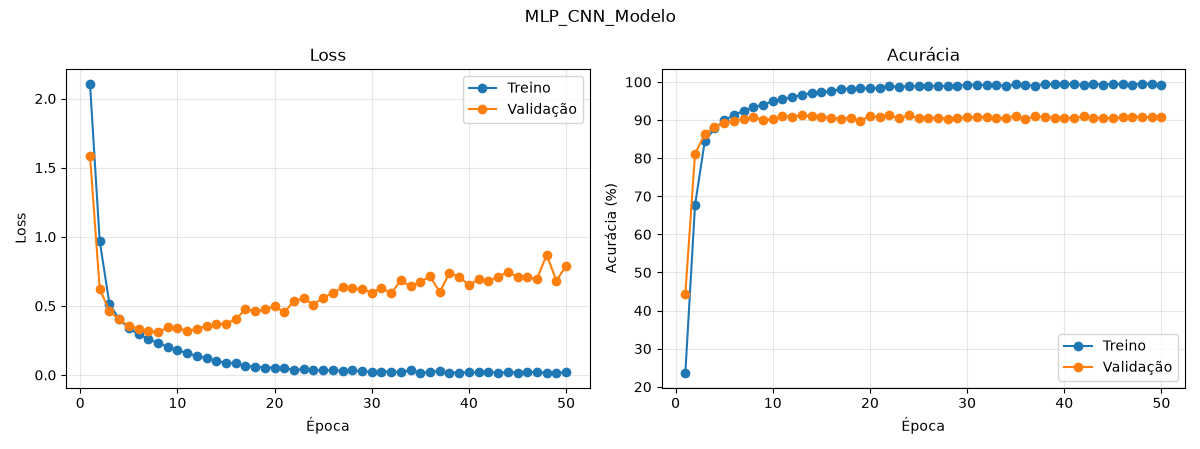 MLP_CNN_Modelo
Loss
Treino
Validação
2.0
1.5
1.0
0.5
0.0
Loss
0 10 20 30 40 50
Época
Acurácia
100
90
80
70
60
50
40
30
20
Acurácia (%)
Treino
Validação
0 10 20 30 40 50
Época